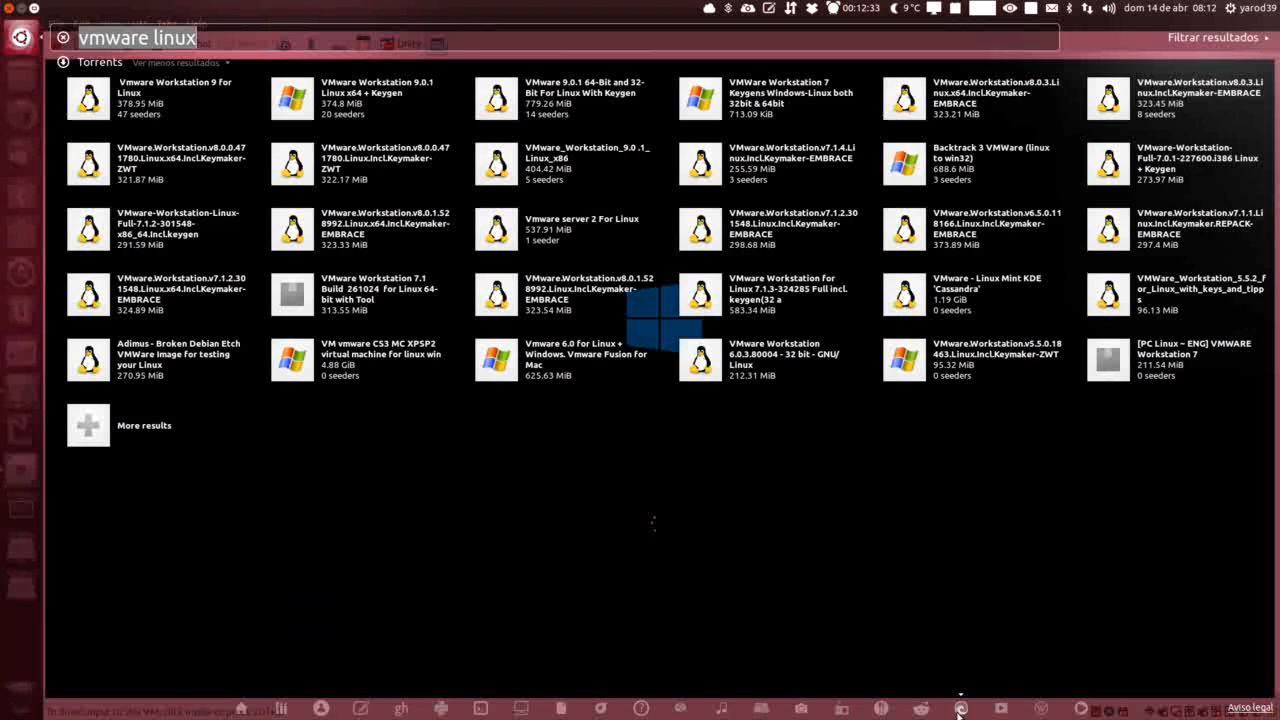 00:12:33
9°C
dom 14 de abr
08:12
yarod39
vmware linux
Filtrar resultados
Torrents
Ver menos resultados
Vmware Workstation 9 for
Linux
378.95 MiB
47 seeders
VMware Workstation 9.0.1
Linux x64 + Keygen
374.8 MiB
20 seeders
VMware 9.0.1 64-Bit and 32-
Bit For Linux With Keygen
779.26 MiB
14 seeders
VMWare Workstation 7
Keygens Windows-Linux both
32bit & 64bit
713.09 KiB
VMware.Workstation.v8.0.3.Li
nux.x64.Incl.Keymaker-
EMBRACE
323.21 MiB
VMware.Workstation.v8.0.3.Li
nux.Incl.Keymaker-EMBRACE
323.45 MiB
8 seeders
VMware.Workstation.v8.0.0.47
1780.Linux.x64.Incl.Keymaker-
ZWT
321.87 MiB
VMware.Workstation.v8.0.0.47
1780.Linux.Incl.Keymaker-
ZWT
322.17 MiB
VMware_Workstation_9.0 .1_
Linux_x86
404.42 MiB
5 seeders
VMware.Workstation.v7.1.4.Li
nux.Incl.Keymaker-EMBRACE
255.59 MiB
3 seeders
Backtrack 3 VMWare (linux
to win32)
688.6 MiB
3 seeders
VMware-Workstation-
Full-7.0.1-227600.i386 Linux
+ Keygen
273.97 MiB
VMware-Workstation-Linux-
Full-7.1.2-301548-
x86_64.Incl.keygen
291.59 MiB
VMware.Workstation.v8.0.1.52
8992.Linux.x64.Incl.Keymaker-
EMBRACE
323.33 MiB
Vmware server 2 For Linux
537.91 MiB
1 seeder
VMware.Workstation.v7.1.2.30
1548.Linux.Incl.Keymaker-
EMBRACE
298.68 MiB
VMware.Workstation.v6.5.0.11
8166.Linux.Incl.Keymaker-
EMBRACE
373.89 MiB
VMware.Workstation.v7.1.1.Li
nux.Incl.Keymaker.REPACK-
EMBRACE
297.4 MiB
VMware.Workstation.v7.1.2.30
1548.Linux.x64.Incl.Keymaker-
EMBRACE
324.89 MiB
VMware Workstation 7.1
Build 261024 for Linux 64-
bit with Tool
313.55 MiB
VMware.Workstation.v8.0.1.52
8992.Linux.Incl.Keymaker-
EMBRACE
323.54 MiB
VMware Workstation for
Linux 7.1.3-324285 Full incl.
keygen(32 a
583.34 MiB
VMware - Linux Mint KDE
'Cassandra'
1.19 GiB
0 seeders
VMWare_Workstation_5.5.2_f
or_Linux_with_keys_and_tipp
s
96.13 MiB
Adimus - Broken Debian Etch
VMWare Image for testing
your Linux
270.95 MiB
VM vmware CS3 MC XPSP2
virtual machine for linux win
4.88 GiB
0 seeders
Vmware 6.0 for Linux +
Windows. Vmware Fusion for
Mac
625.63 MiB
VMware Workstation
6.0.3.80004 - 32 bit - GNU/
Linux
212.31 MiB
VMware.Workstation.v5.5.0.18
463.Linux.Incl.Keymaker-ZWT
95.32 MiB
0 seeders
[PC Linux ~ ENG] VMWARE
Workstation 7
211.54 MiB
0 seeders
More results
gh
Aviso legal